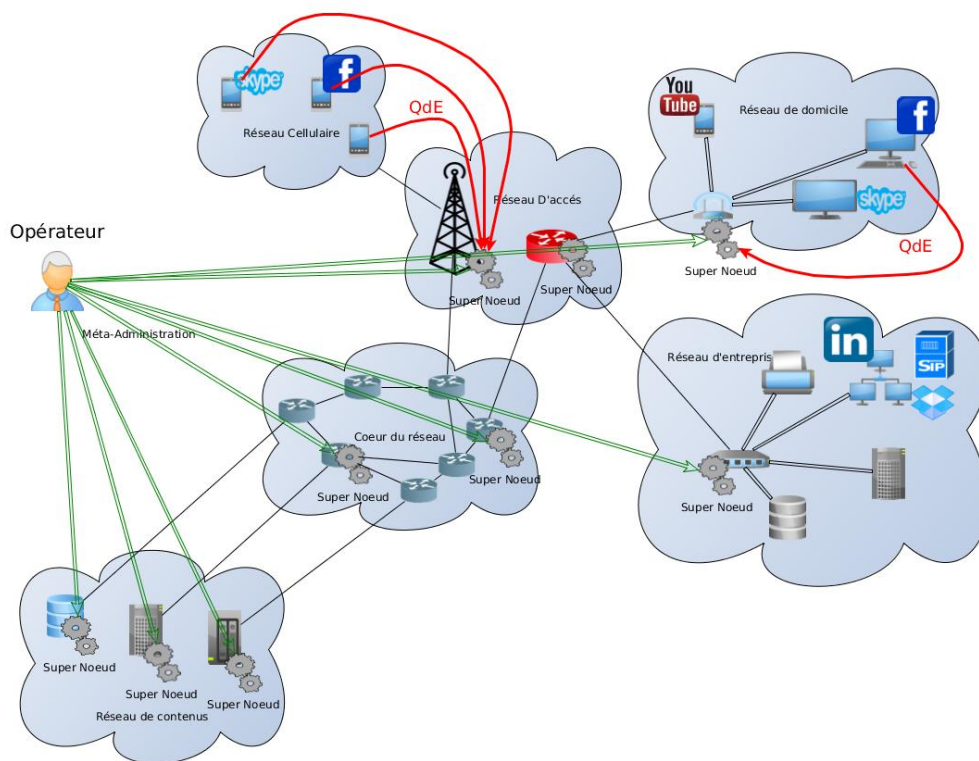 skype
f
QdE
Réseau Cellulaire
You
Tube
Réseau de domicile
f
skype
QdE
Super Noeud
Réseau D'accés
Super Noeud
Super Noeud
Opérateur
Méta-Administration
Coeur du réseau
Super Noeud
Super Noeud
Réseau d'entrepris
in
SIP
Super Noeud
Super Noeud
Super Noeud
Super Noeud
Réseau de contenus